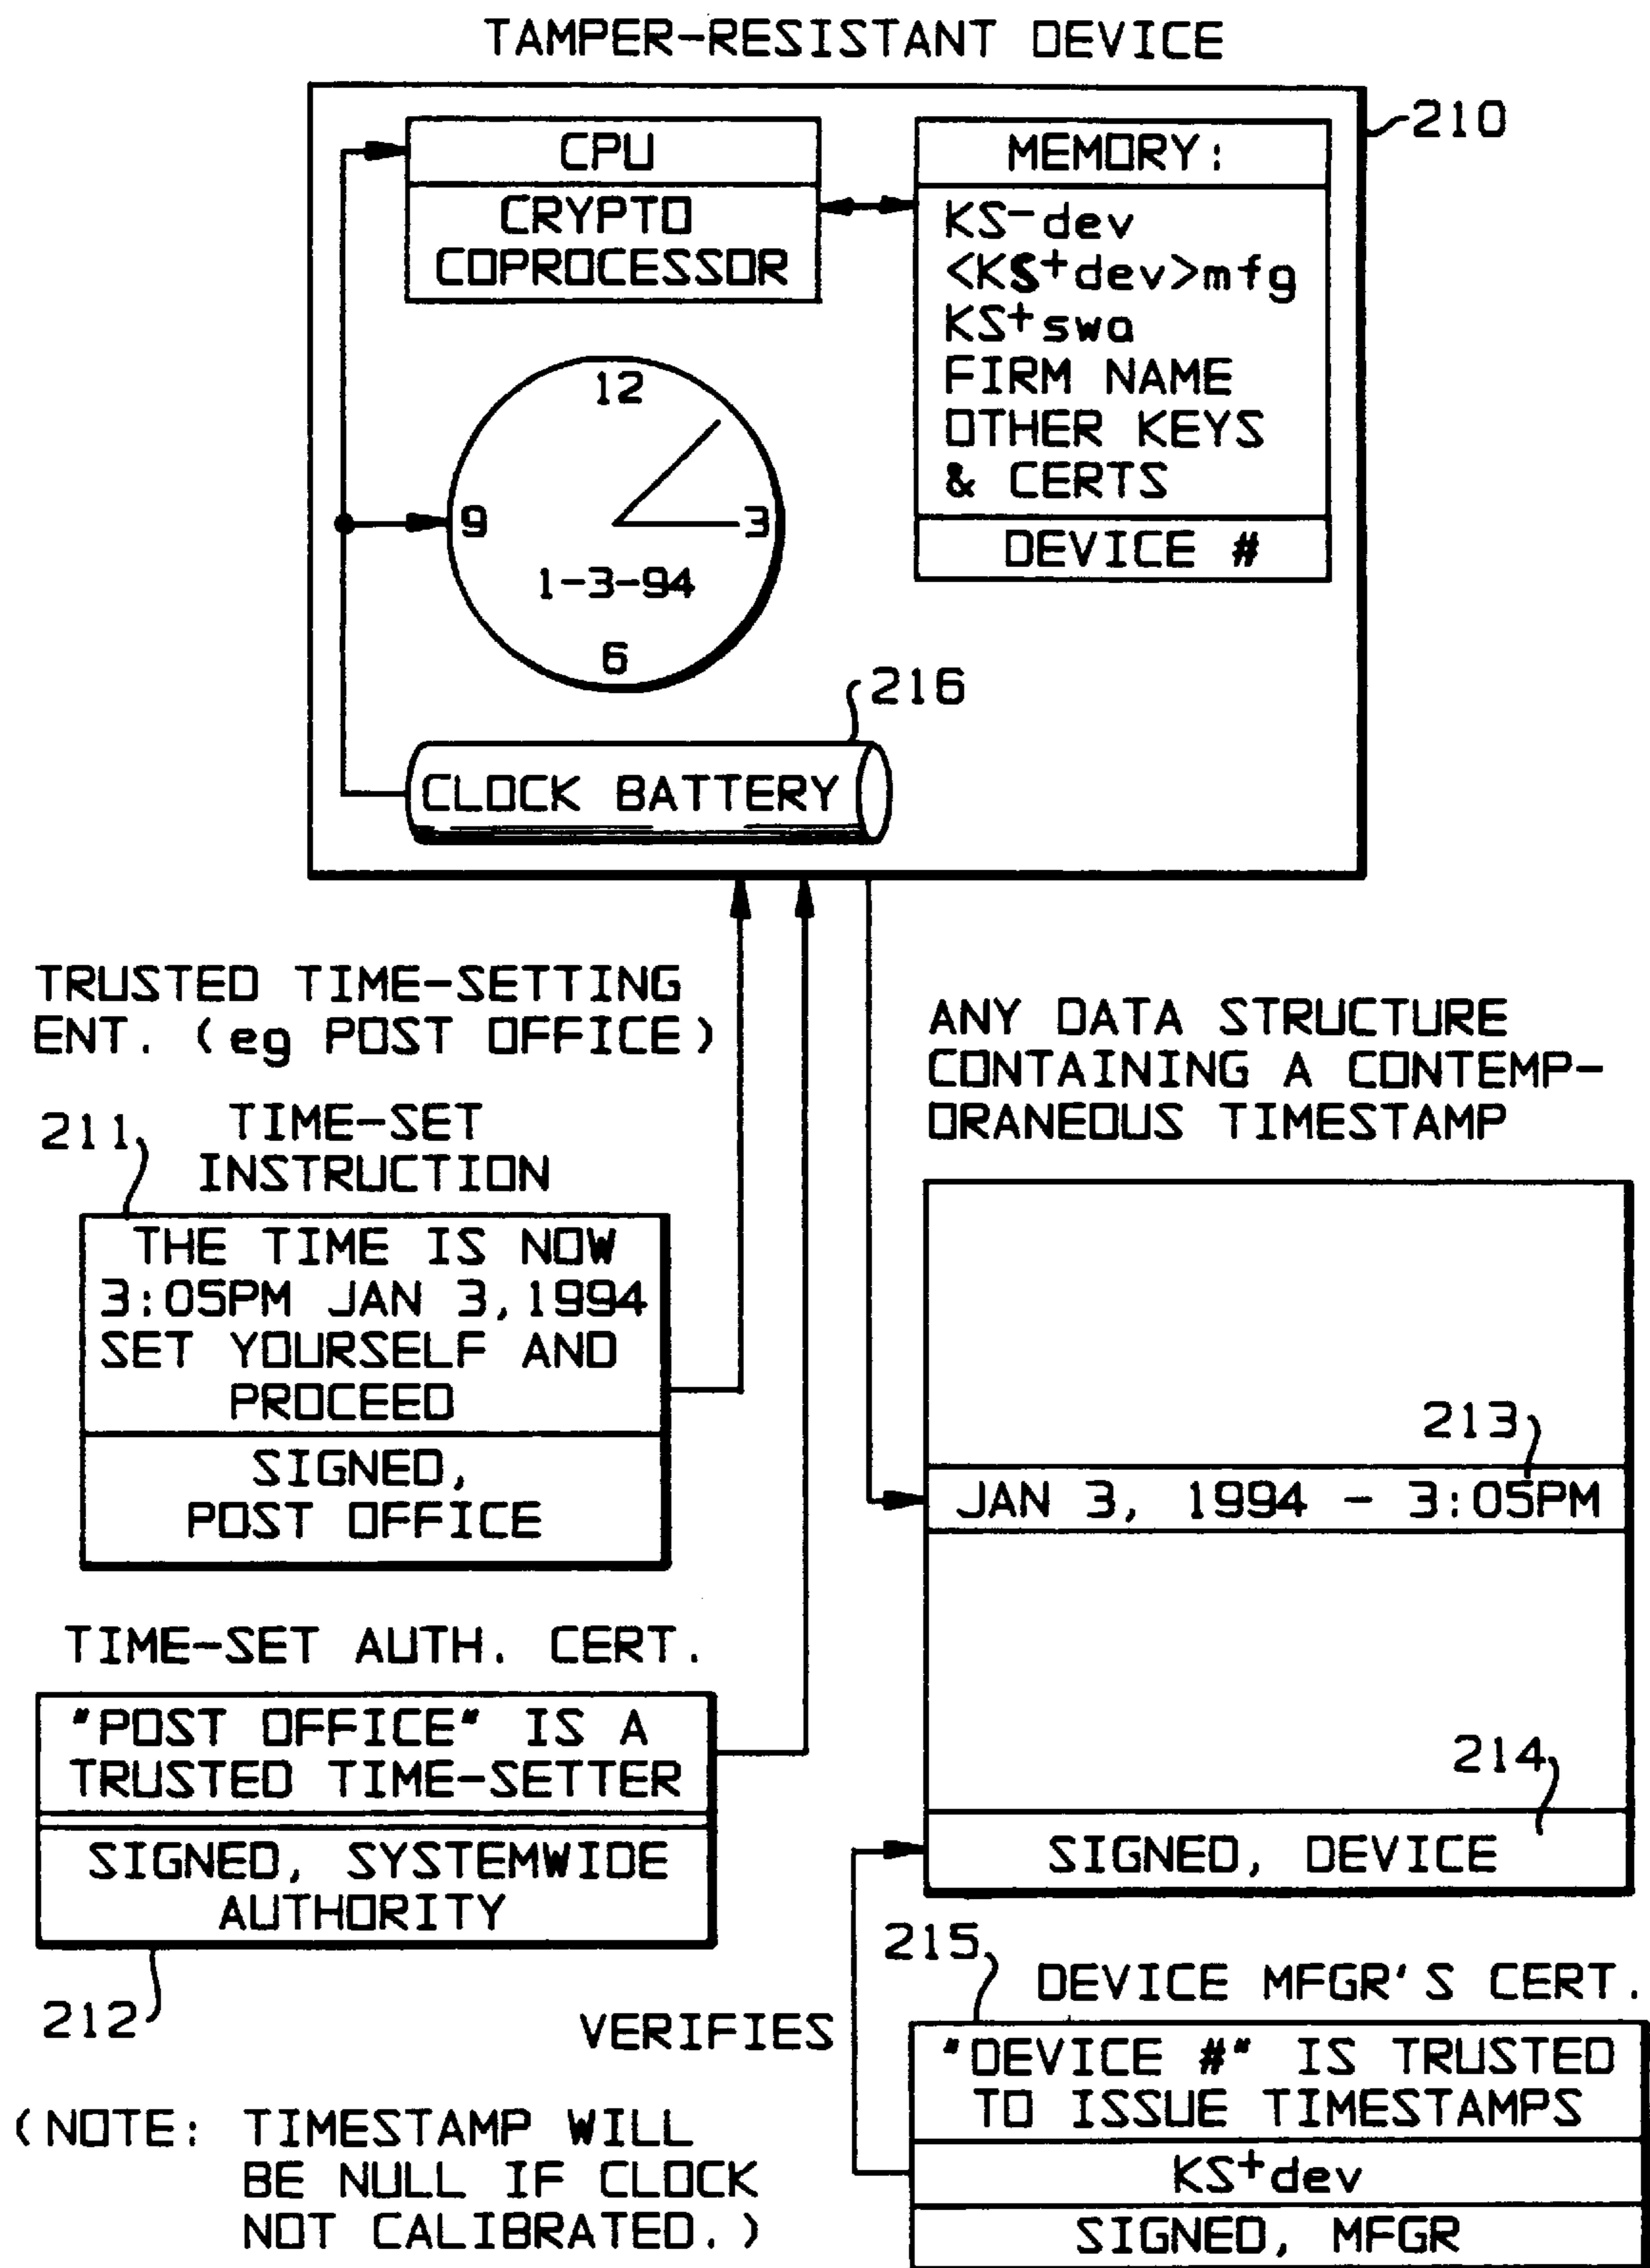 TAMPER-RESISTANT DEVICE
210
CPU
CRYPTO
COPROCESSOR
MEMORY:
KS⁻dev
<KS⁺dev>mfg
KS⁺swa
FIRM NAME
OTHER KEYS
& CERTS
DEVICE #
12
9
3
1-3-94
6
216
CLOCK BATTERY
TRUSTED TIME-SETTING
ENT. (eg POST OFFICE)
211
TIME-SET
INSTRUCTION
THE TIME IS NOW
3:05PM JAN 3,1994
SET YOURSELF AND
PROCEED
SIGNED,
POST OFFICE
TIME-SET AUTH. CERT.
"POST OFFICE" IS A
TRUSTED TIME-SETTER
SIGNED, SYSTEMWIDE
AUTHORITY
212
ANY DATA STRUCTURE
CONTAINING A CONTEMP-
ORANEOUS TIMESTAMP
213
JAN 3, 1994 - 3:05PM
214
SIGNED, DEVICE
VERIFIES
215
DEVICE MFGR'S CERT.
"DEVICE #" IS TRUSTED
TO ISSUE TIMESTAMPS
KS⁺dev
SIGNED, MFGR
(NOTE: TIMESTAMP WILL
BE NULL IF CLOCK
NOT CALIBRATED.)